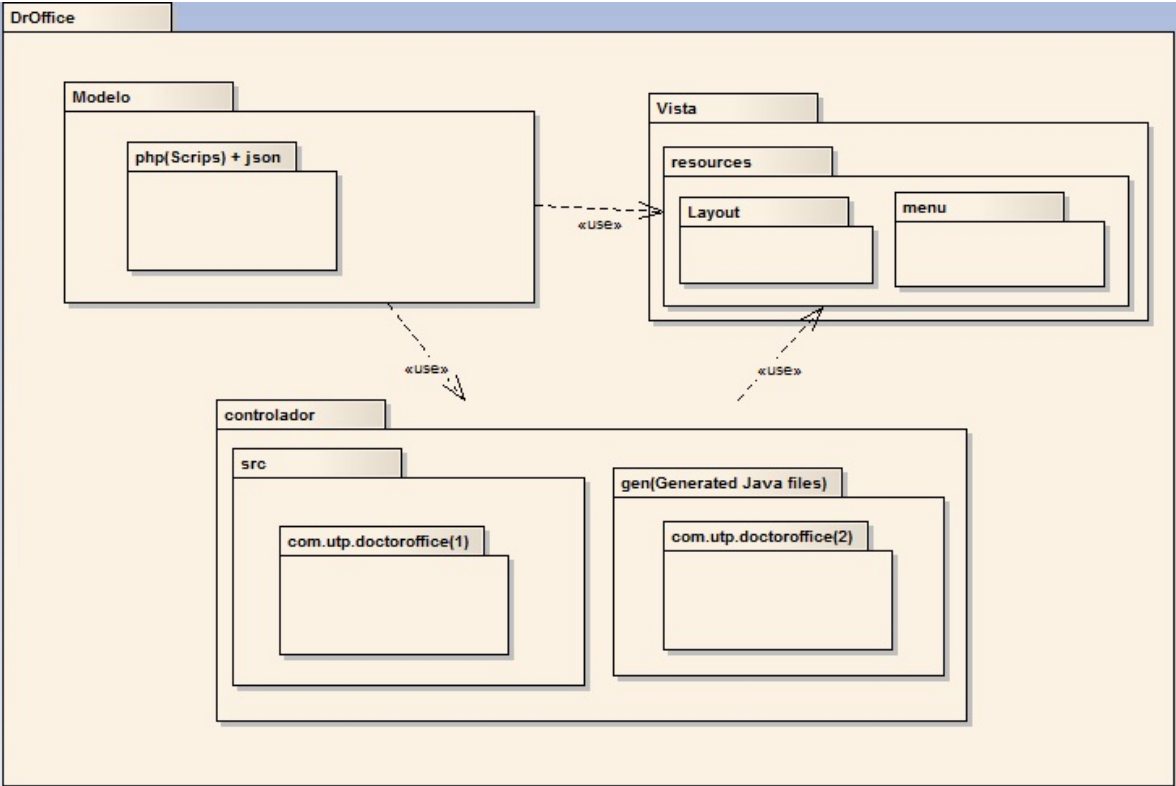 DrOffice
Modelo
php(Scrips) + json
Vista
resources
Layout
menu
«use»
«use»
«use»
controlador
src
com.utp.doctoroffice(1)
gen(Generated Java files)
com.utp.doctoroffice(2)